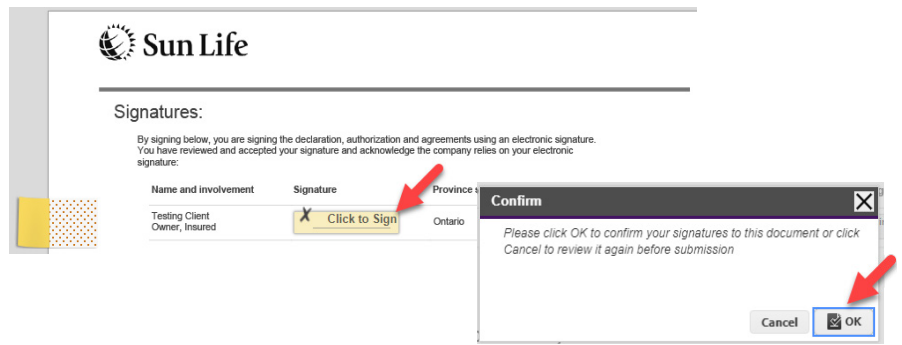 Sun Life
Signatures:
By signing below, you are signing the declaration, authorization and agreements using an electronic signature.
You have reviewed and accepted your signature and acknowledge the company relies on your electronic
signature:
Name and involvement Signature Province
Testing Client
Owner, Insured
X Click to Sign
Ontario
Confirm
Please click OK to confirm your signatures to this document or click
Cancel to review it again before submission
Cancel OK